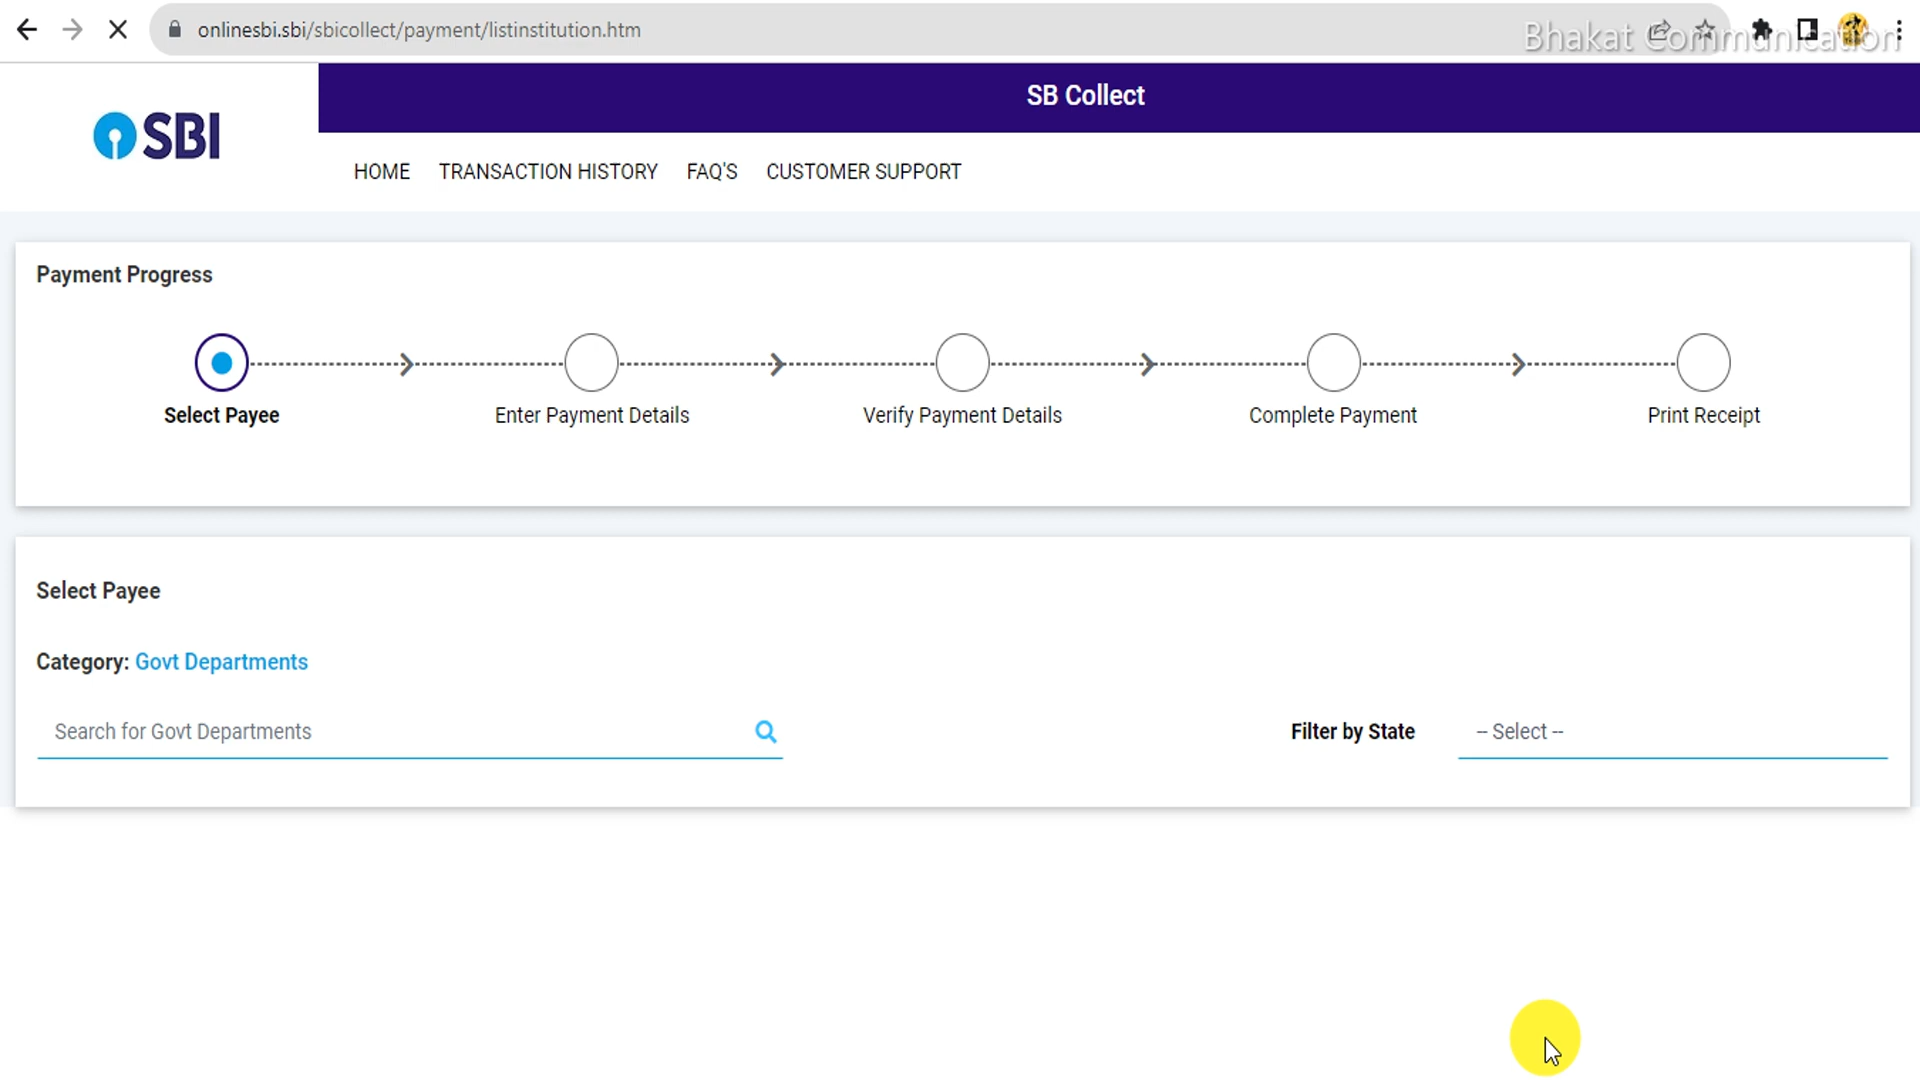 onlinesbi.sbi/sbicollect/payment/listinstitution.htm
Bhakat Communication
SBI
SB Collect
HOME TRANSACTION HISTORY FAQ'S CUSTOMER SUPPORT
Payment Progress
Select Payee Enter Payment Details Verify Payment Details Complete Payment Print Receipt
Select Payee
Category: Govt Departments
Search for Govt Departments Filter by State -- Select --